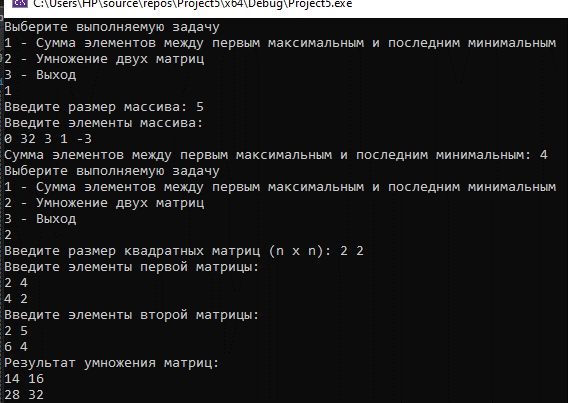 C:\Users\HP\source\repos\Project5\x64\Debug\Project5.exe
Выберите выполняемую задачу
1 - Сумма элементов между первым максимальным и последним минимальным
2 - Умножение двух матриц
3 - Выход
1
Введите размер массива: 5
Введите элементы массива:
0 32 3 1 -3
Сумма элементов между первым максимальным и последним минимальным: 4
Выберите выполняемую задачу
1 - Сумма элементов между первым максимальным и последним минимальным
2 - Умножение двух матриц
3 - Выход
2
Введите размер квадратных матриц (n x n): 2 2
Введите элементы первой матрицы:
2 4
4 2
Введите элементы второй матрицы:
2 5
6 4
Результат умножения матриц:
14 16
28 32